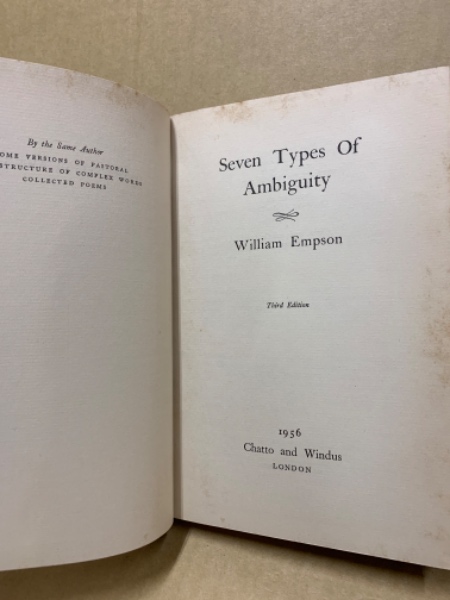 By the Same Author
OME VERSIONS OF PASTORAL
STRUCTURE OF COMPLEX WORDS
COLLECTED POEMS
Seven Types Of
Ambiguity
William Empson
Third Edition
1956
Chatto and Windus
LONDON